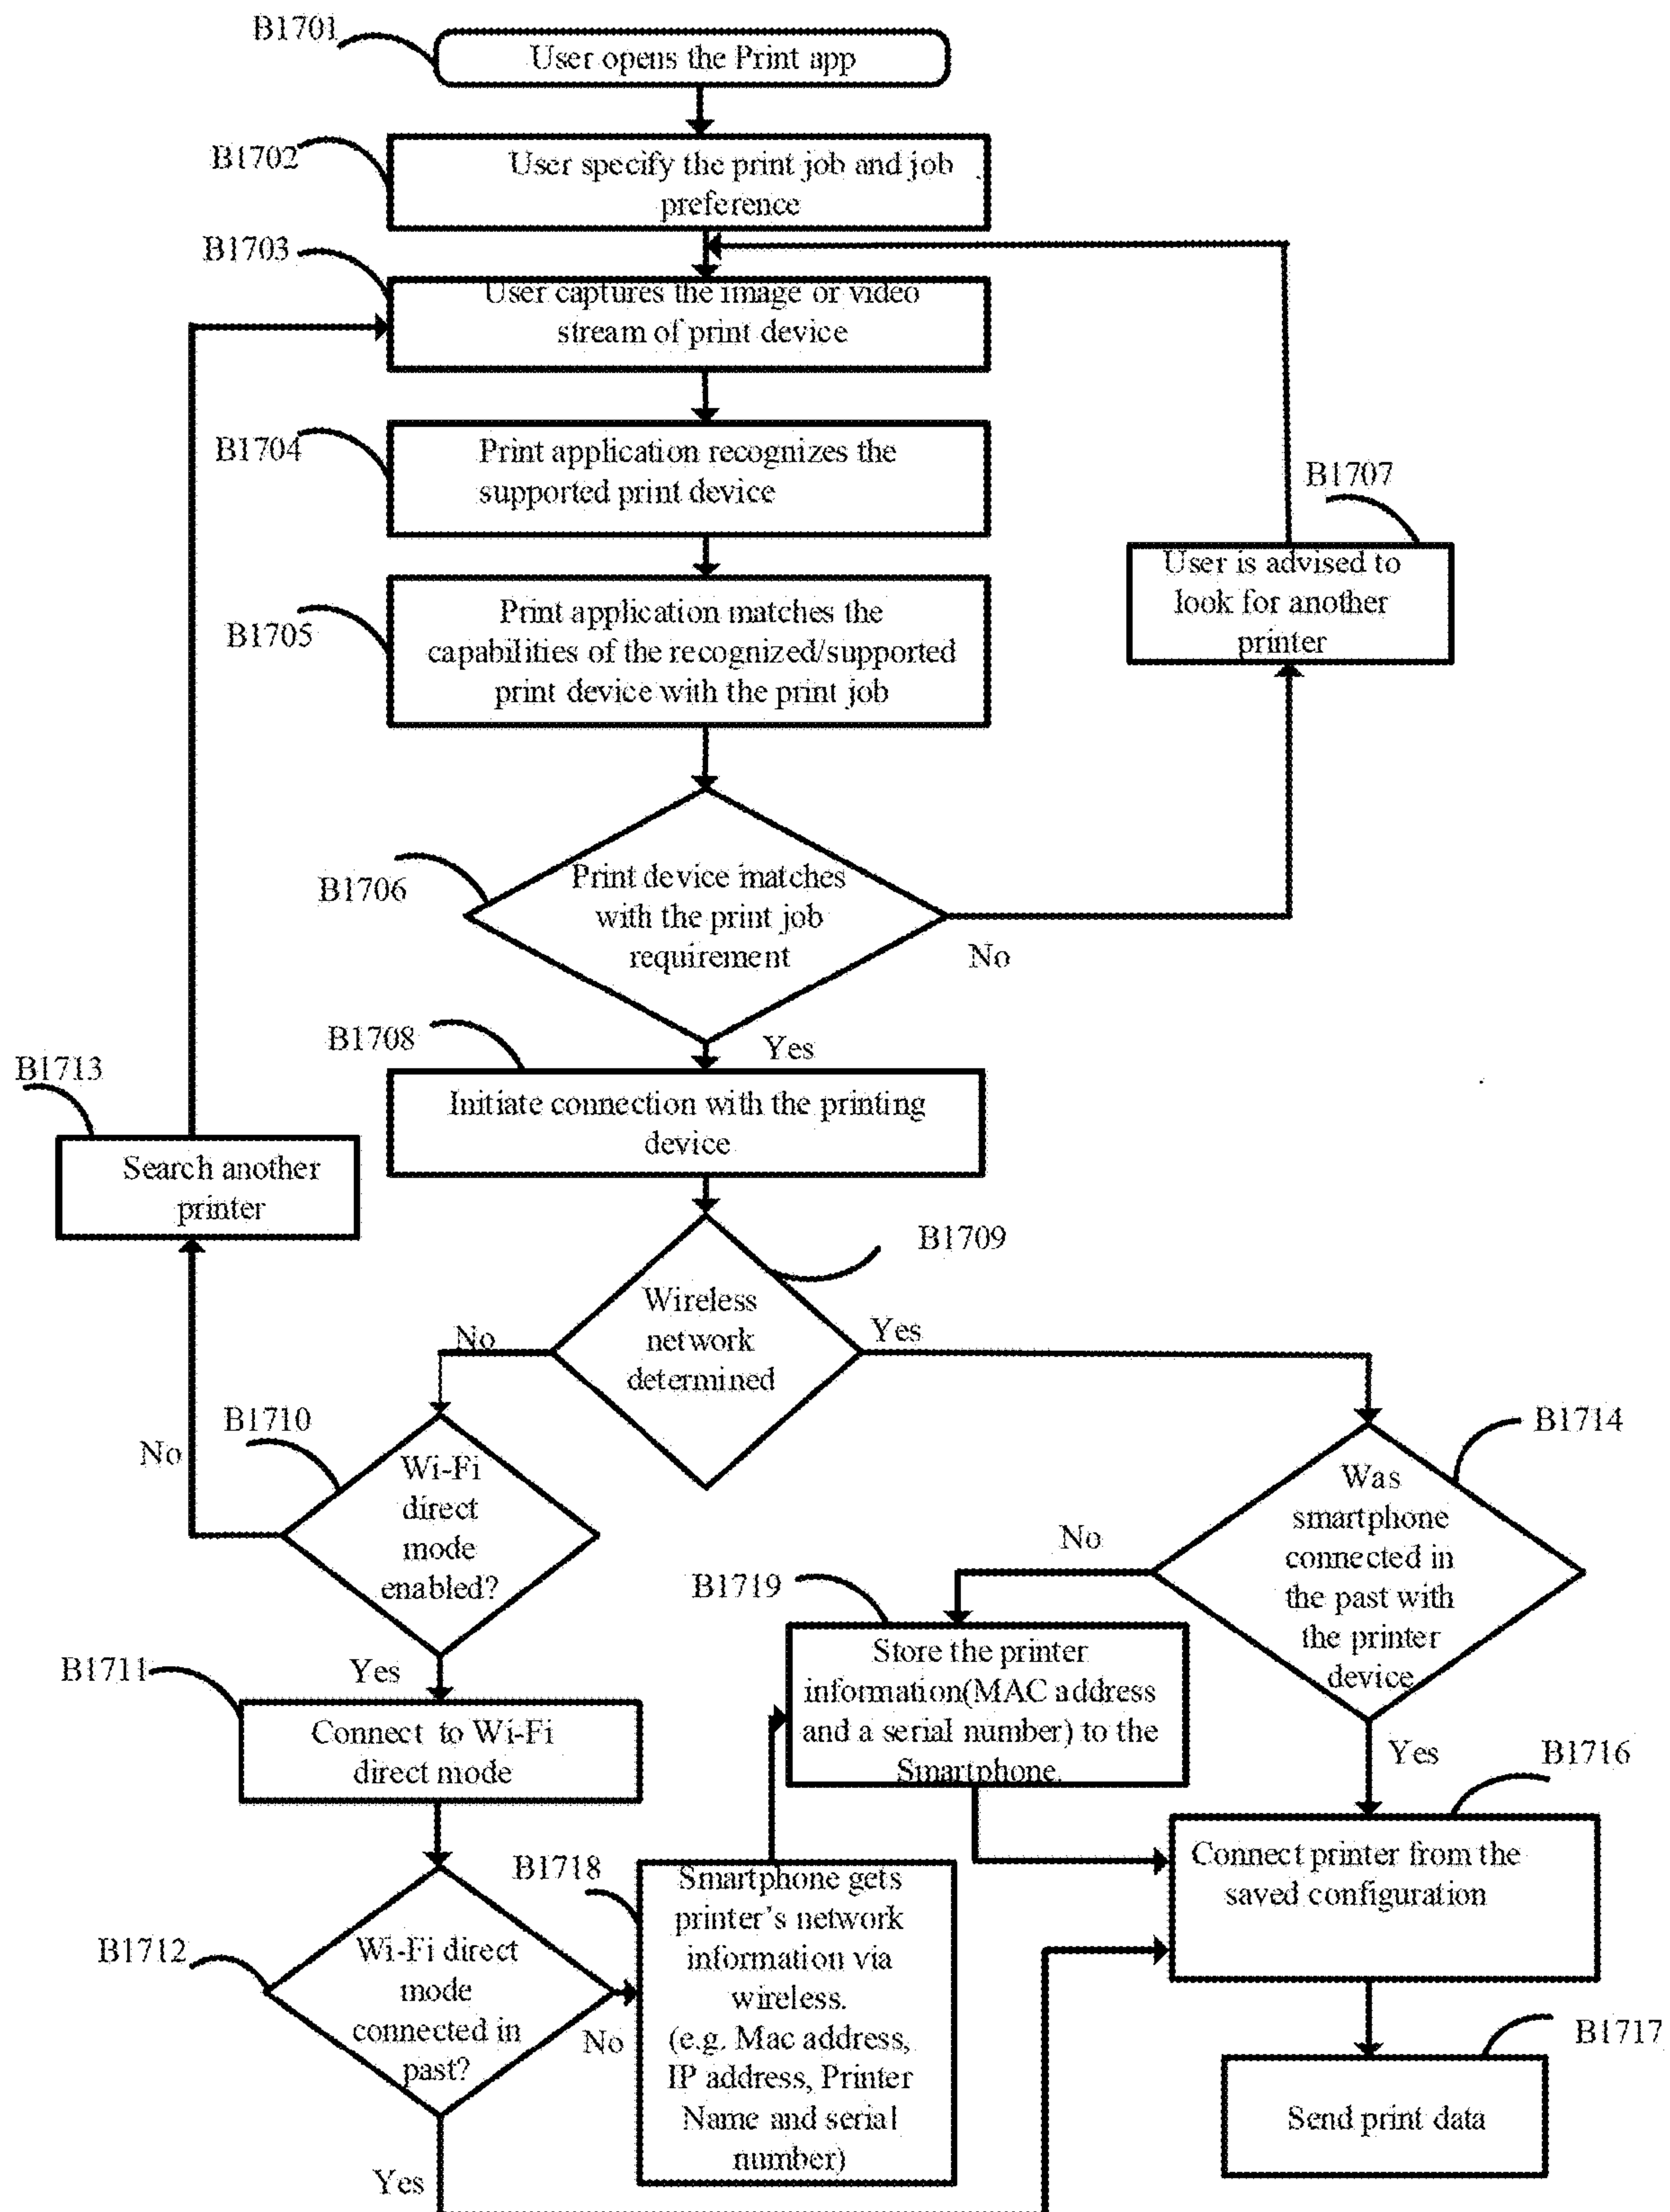 B1701
User opens the Print app
B1702
User specify the print job and job
preference
B1703
User captures the image or video
stream of print device
B1704
Print application recognizes the
supported print device
B1707
User is advised to
look for another
printer
B1705
Print application matches the
capabilities of the recognized/supported
print device with the print job
B1706
Print device matches
with the print job
requirement
No
Yes
B1708
Initiate connection with the printing
device
B1713
Search another
printer
B1709
Wireless
network
determined
No
Yes
B1710
Wi-Fi
direct
mode
enabled?
No
Yes
B1714
Was
smartphone
connected in
the past with
the printer
device
No
Yes
B1719
Store the printer
information(MAC address
and a serial number) to the
Smartphone.
B1711
Connect to Wi-Fi
direct mode
B1716
Connect printer from the
saved configuration
B1718
Smartphone gets
printer's network
information via
wireless.
(e.g. Mac address,
IP address, Printer
Name and serial
number)
B1712
Wi-Fi direct
mode
connected in
past?
No
Yes
B1717
Send print data